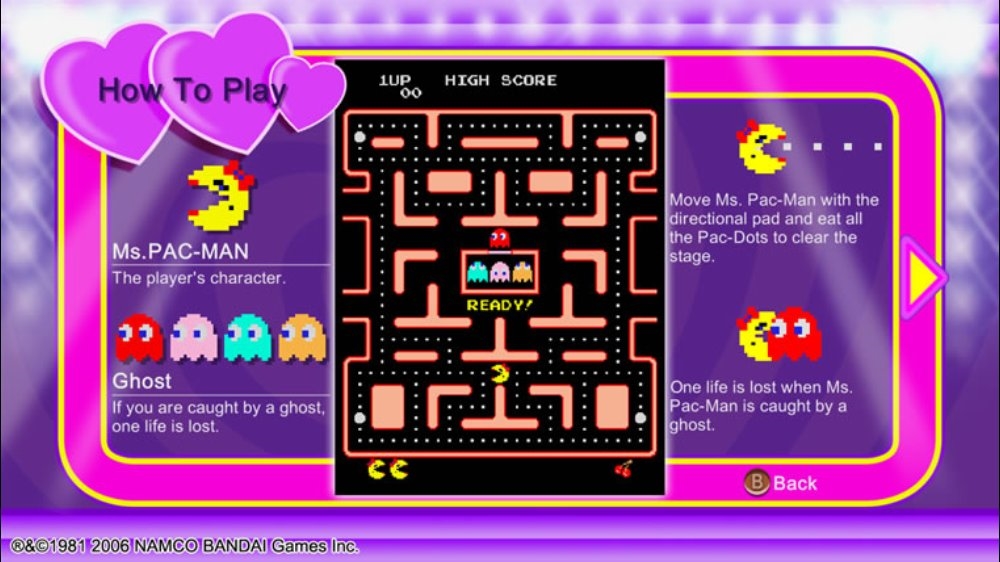 How To Play
1UP HIGH SCORE
00
Ms.PAC-MAN
The player's character.
Ghost
If you are caught by a ghost,
one life is lost.
READY!
Move Ms. Pac-Man with the
directional pad and eat all
the Pac-Dots to clear the
stage.
One life is lost when Ms.
Pac-Man is caught by a
ghost.
B Back
®&©1981 2006 NAMCO BANDAI Games Inc.